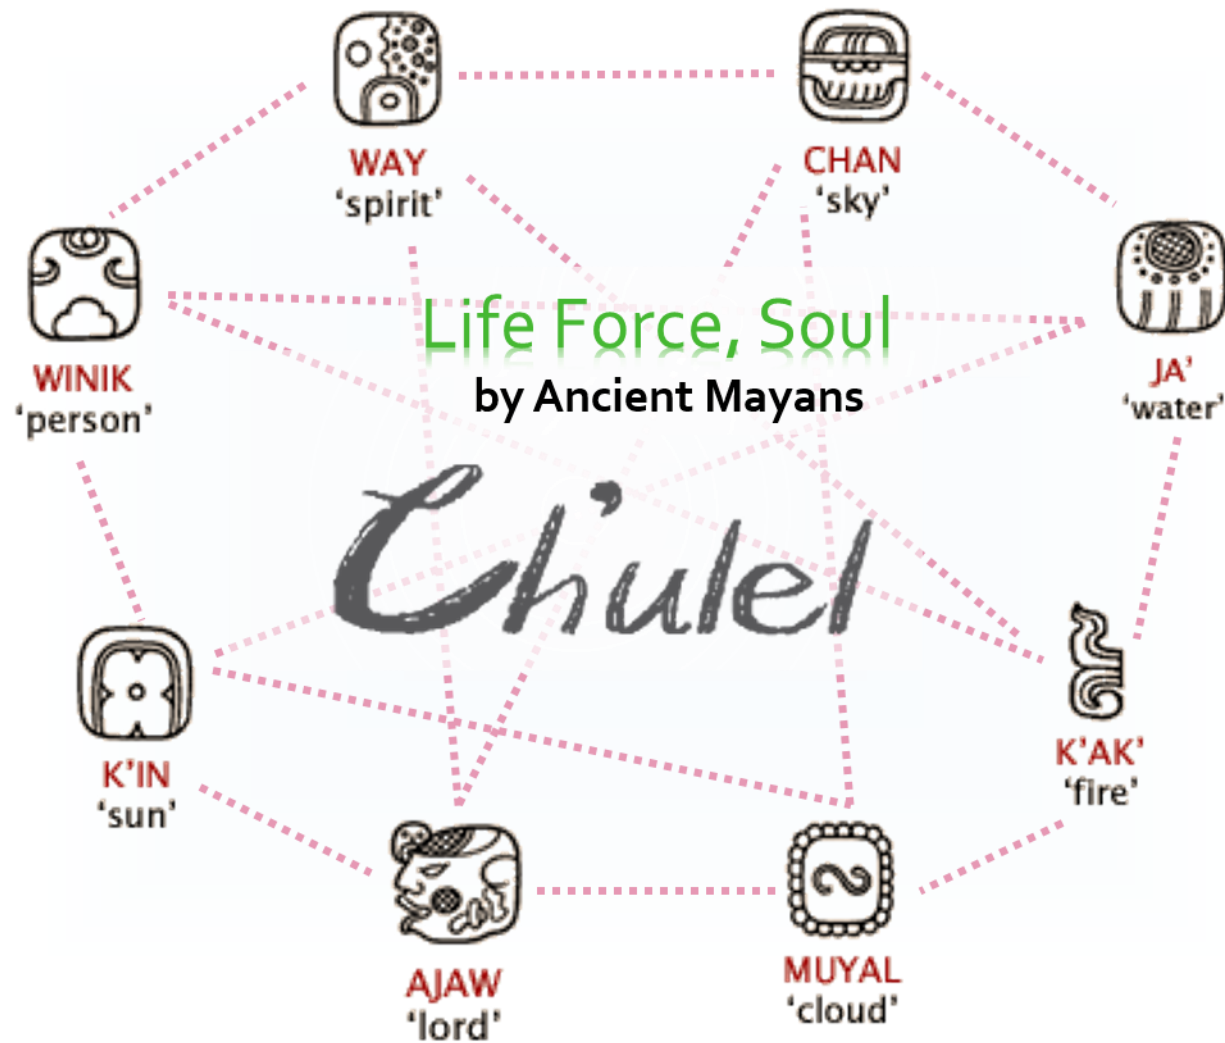 WAY
‘spirit’
CHAN
‘sky’
WINIK
‘person’
JA’
‘water’
Life Force, Soul
by Ancient Mayans
Ch’ulel
K’IN
‘sun’
K’AK’
‘fire’
AJAW
‘lord’
MUYAL
‘cloud’